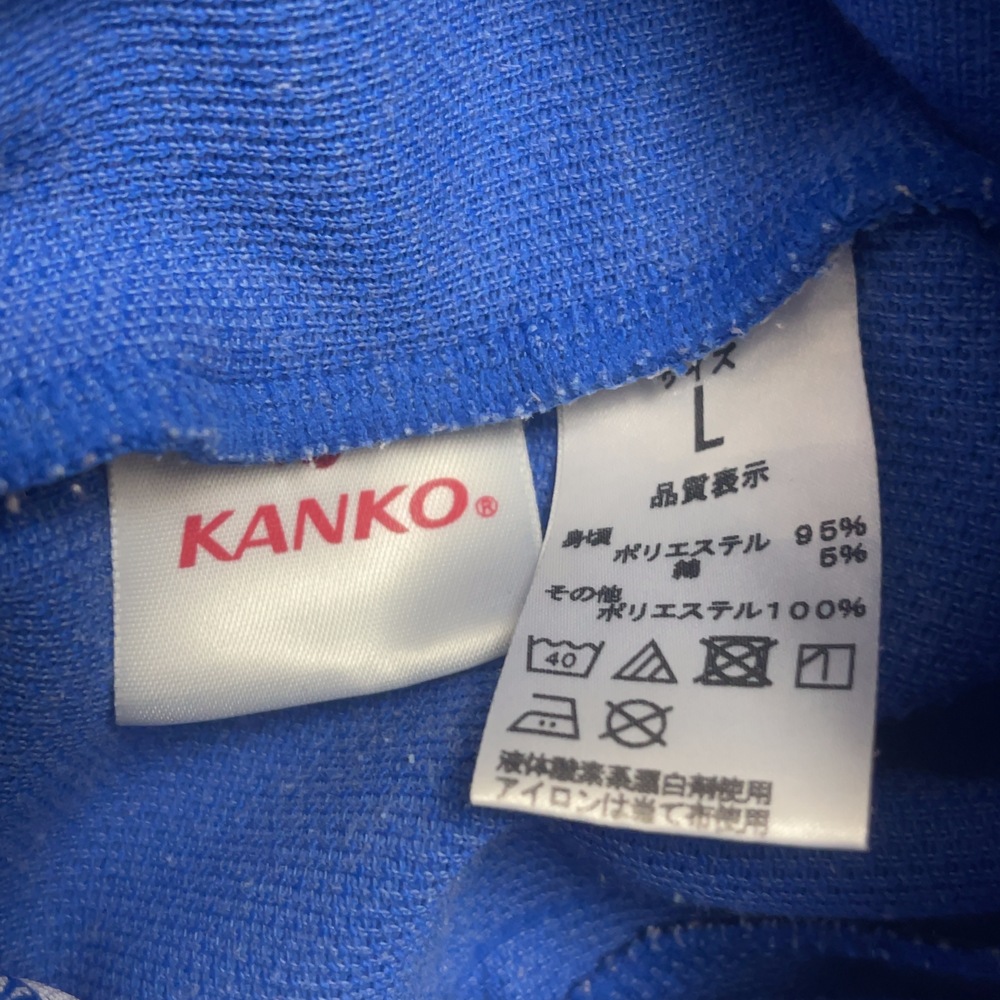 KANKO®
サイズ
L
品質表示
身頃
ポリエステル 95%
綿 5%
その他
ポリエステル100%
40
液体酸素系漂白剤使用
アイロンは当て布使用